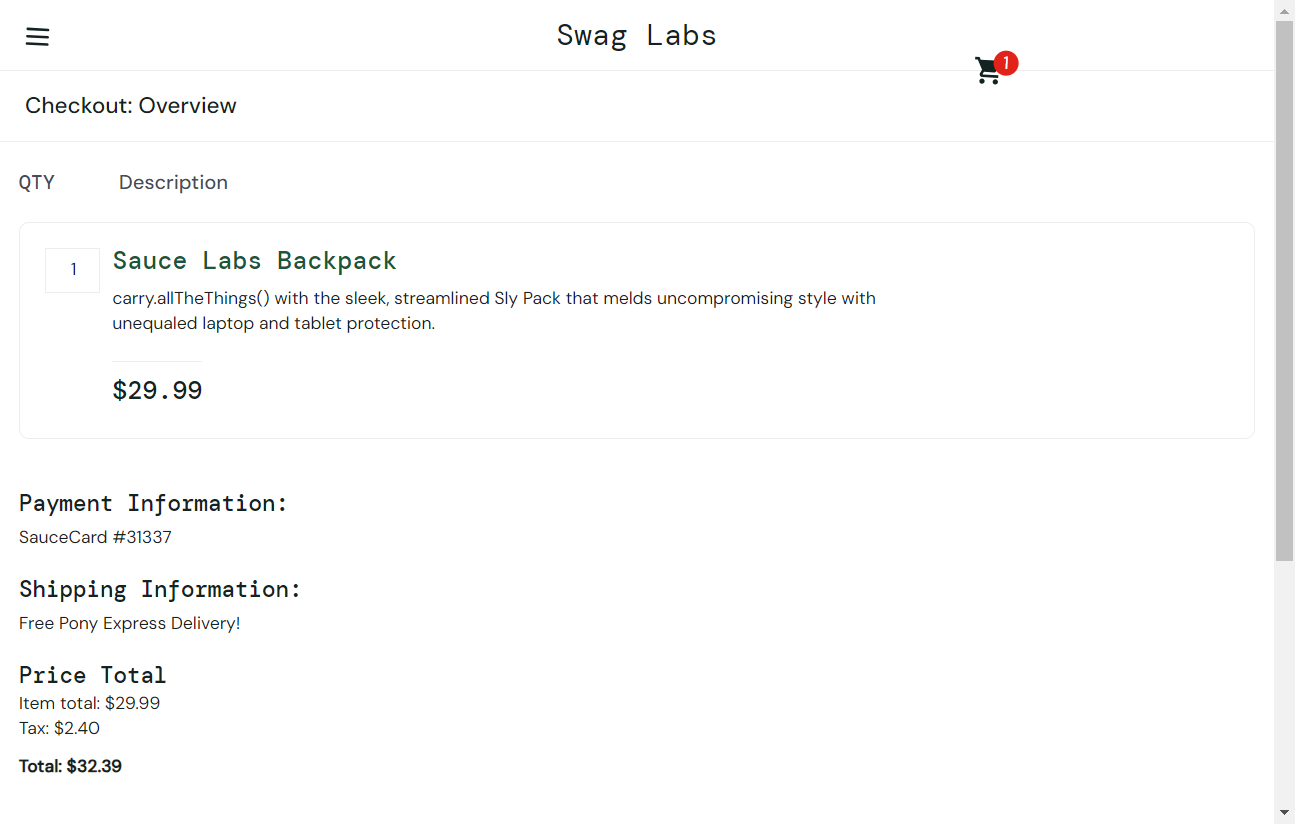 Swag Labs
1
Checkout: Overview
QTY Description
1
Sauce Labs Backpack
carry.allTheThings() with the sleek, streamlined Sly Pack that melds uncompromising style with
unequaled laptop and tablet protection.
$29.99
Payment Information:
SauceCard #31337
Shipping Information:
Free Pony Express Delivery!
Price Total
Item total: $29.99
Tax: $2.40
Total: $32.39